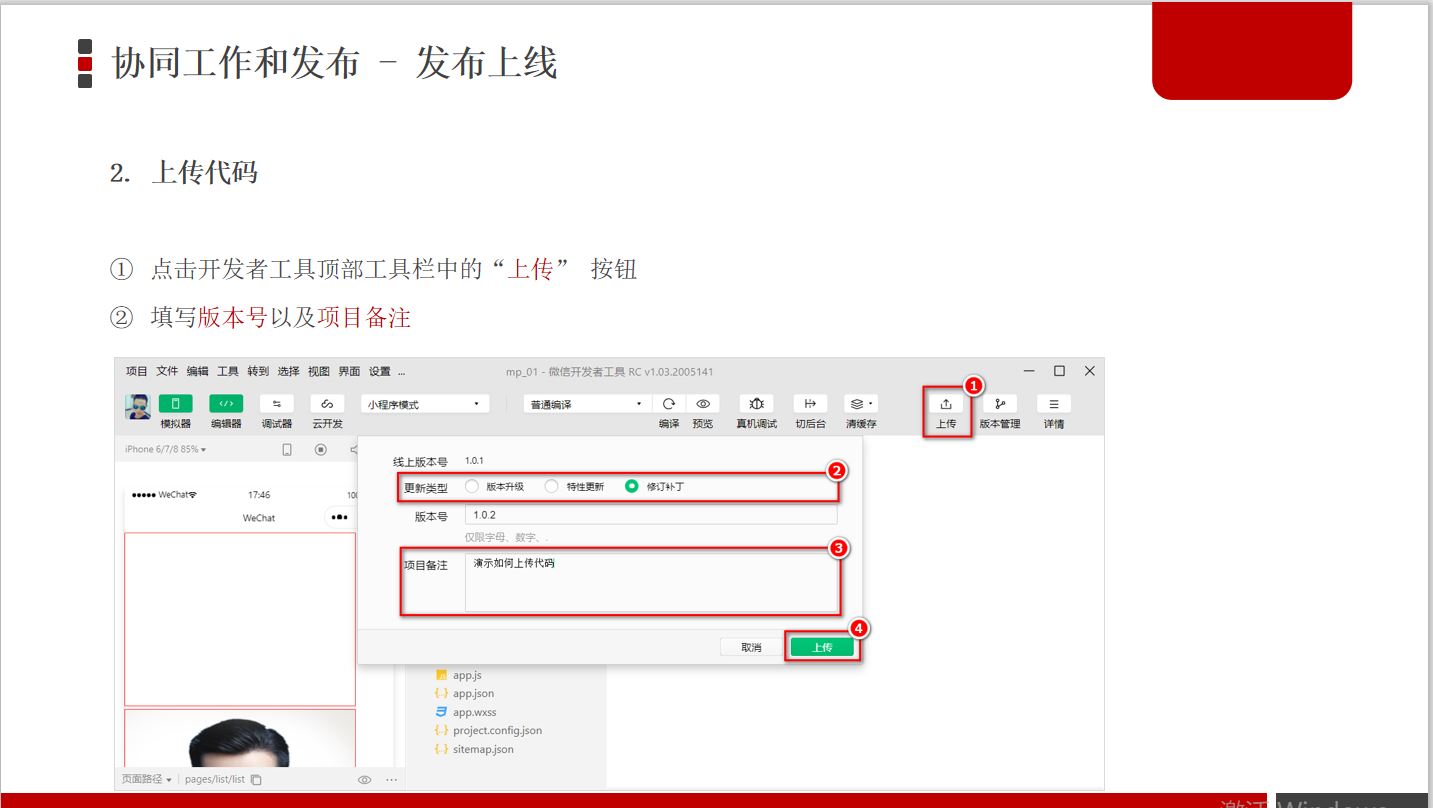 协同工作和发布 - 发布上线
2. 上传代码
① 点击开发者工具顶部工具栏中的“上传” 按钮
② 填写版本号以及项目备注
项目 文件 编辑 工具 转到 选择 视图 界面 设置 ... mp_01 - 微信开发者工具 RC v1.03.2005141
1
小程序模式 普通编译
模拟器 编辑器 调试器 云开发 编译 预览 真机调试 切后台 清缓存 上传 版本管理 详情
iPhone 6/7/8 85%
线上版本号 1.0.1
2
更新类型 版本升级 特性更新 修订补丁
WeChat 17:46 100
版本号 1.0.2
WeChat
仅限字母、数字、.
3
项目备注 演示如何上传代码
4
取消 上传
app.js
app.json
app.wxss
project.config.json
sitemap.json
页面路径 pages/list/list
激活 Windows